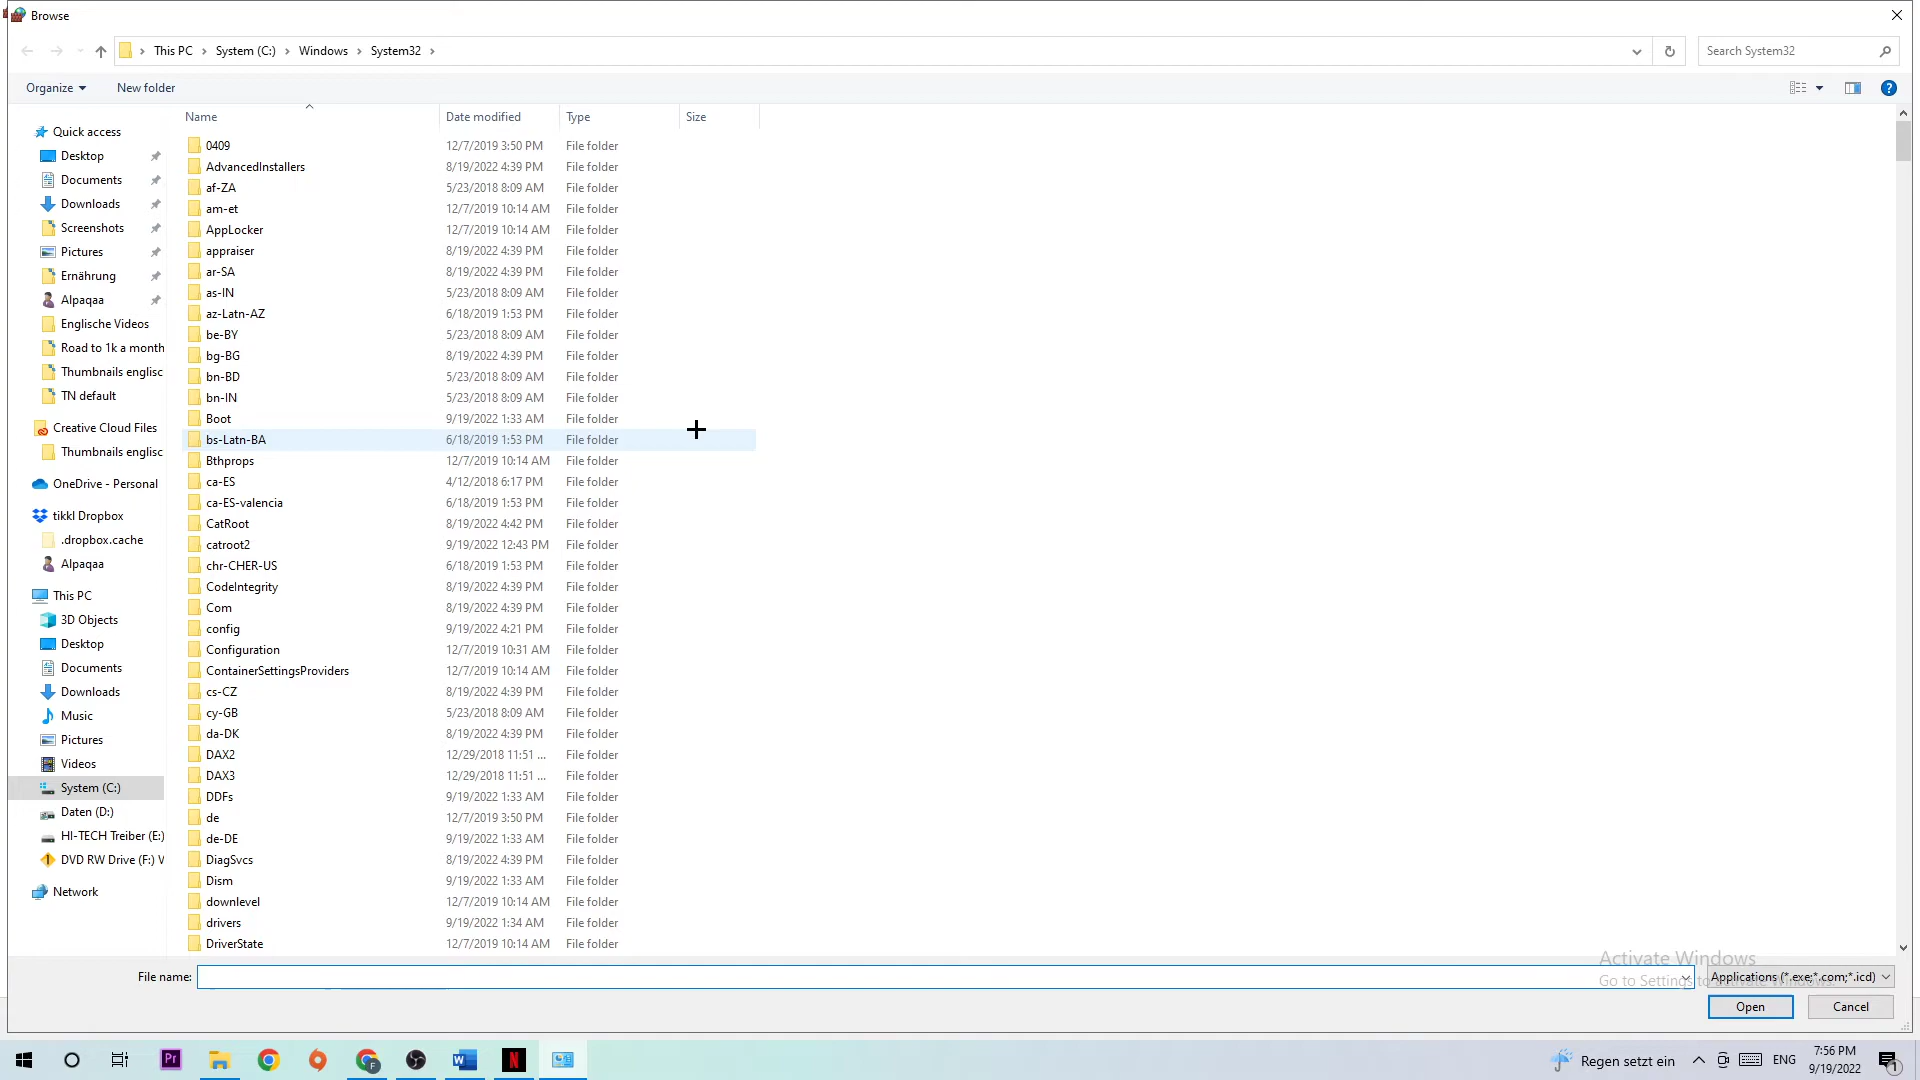 Browse
This PC
System (C:)
Windows
System32
Search System32
Organize
New folder
Name
Date modified
Type
Size
Quick access
Desktop
Documents
Downloads
Screenshots
Pictures
Ernährung
Alpaqaa
Englische Videos
Road to 1k a month
Thumbnails englisc
TN default
Creative Cloud Files
Thumbnails englisc
OneDrive - Personal
tikkl Dropbox
.dropbox.cache
Alpaqaa
This PC
3D Objects
Desktop
Documents
Downloads
Music
Pictures
Videos
System (C:)
Daten (D:)
HI-TECH Treiber (E:)
DVD RW Drive (F:) V
Network
0409 12/7/2019 3:50 PM File folder
AdvancedInstallers 8/19/2022 4:39 PM File folder
af-ZA 5/23/2018 8:09 AM File folder
am-et 12/7/2019 10:14 AM File folder
AppLocker 12/7/2019 10:14 AM File folder
appraiser 8/19/2022 4:39 PM File folder
ar-SA 8/19/2022 4:39 PM File folder
as-IN 5/23/2018 8:09 AM File folder
az-Latn-AZ 6/18/2019 1:53 PM File folder
be-BY 5/23/2018 8:09 AM File folder
bg-BG 8/19/2022 4:39 PM File folder
bn-BD 5/23/2018 8:09 AM File folder
bn-IN 5/23/2018 8:09 AM File folder
Boot 9/19/2022 1:33 AM File folder
bs-Latn-BA 6/18/2019 1:53 PM File folder
Bthprops 12/7/2019 10:14 AM File folder
ca-ES 4/12/2018 6:17 PM File folder
ca-ES-valencia 6/18/2019 1:53 PM File folder
CatRoot 8/19/2022 4:42 PM File folder
catroot2 9/19/2022 12:43 PM File folder
chr-CHER-US 6/18/2019 1:53 PM File folder
CodeIntegrity 8/19/2022 4:39 PM File folder
Com 8/19/2022 4:39 PM File folder
config 9/19/2022 4:21 PM File folder
Configuration 12/7/2019 10:31 AM File folder
ContainerSettingsProviders 12/7/2019 10:14 AM File folder
cs-CZ 8/19/2022 4:39 PM File folder
cy-GB 5/23/2018 8:09 AM File folder
da-DK 8/19/2022 4:39 PM File folder
DAX2 12/29/2018 11:51 ... File folder
DAX3 12/29/2018 11:51 ... File folder
DDFs 9/19/2022 1:33 AM File folder
de 12/7/2019 3:50 PM File folder
de-DE 9/19/2022 1:33 AM File folder
DiagSvcs 8/19/2022 4:39 PM File folder
Dism 9/19/2022 1:33 AM File folder
downlevel 12/7/2019 10:14 AM File folder
drivers 9/19/2022 1:34 AM File folder
DriverState 12/7/2019 10:14 AM File folder
Activate Windows
Go to Settings to activate Windows.
File name:
Applications (*.exe;*.com;*.icd)
Open
Cancel
Pr
F
W
N
Regen setzt ein
ENG
7:56 PM
9/19/2022
1